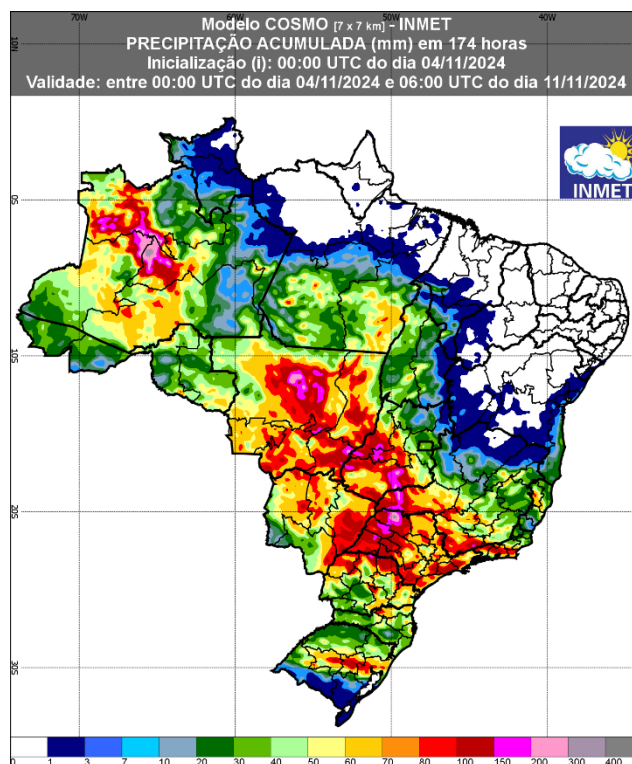 Modelo COSMO [7 x 7 km] - INMET
PRECIPITAÇÃO ACUMULADA (mm) em 174 horas
Inicialização (i): 00:00 UTC do dia 04/11/2024
Validade: entre 00:00 UTC do dia 04/11/2024 e 06:00 UTC do dia 11/11/2024
70W 60W 50W 40W
10N
INMET
0S
10S
20S
30S
0 1 3 7 10 20 30 40 50 60 70 80 100 150 200 300 400